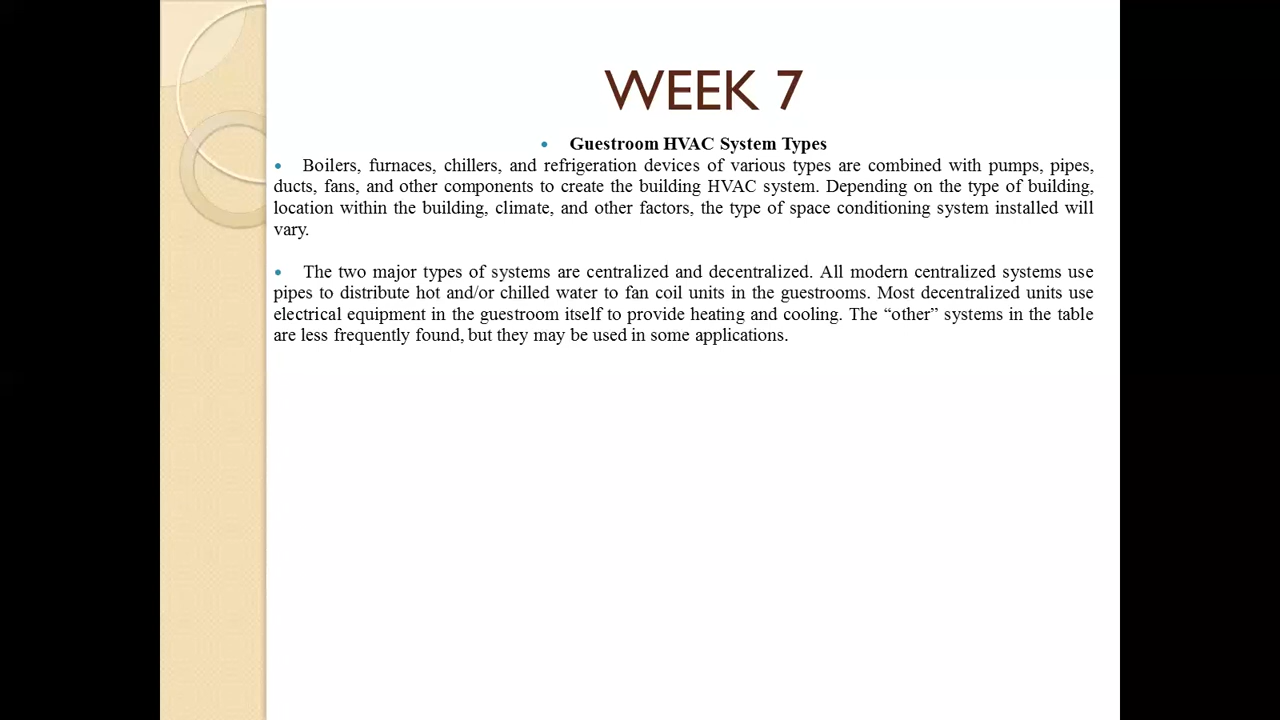 WEEK 7
• Guestroom HVAC System Types
• Boilers, furnaces, chillers, and refrigeration devices of various types are combined with pumps, pipes,
ducts, fans, and other components to create the building HVAC system. Depending on the type of building,
location within the building, climate, and other factors, the type of space conditioning system installed will
vary.
• The two major types of systems are centralized and decentralized. All modern centralized systems use
pipes to distribute hot and/or chilled water to fan coil units in the guestrooms. Most decentralized units use
electrical equipment in the guestroom itself to provide heating and cooling. The “other” systems in the table
are less frequently found, but they may be used in some applications.